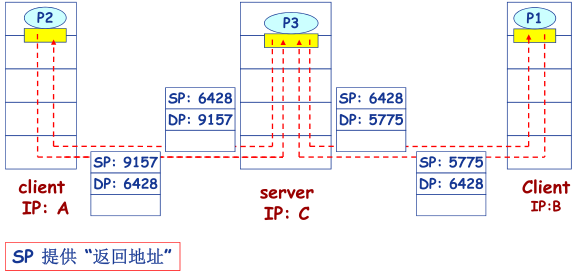 P2
P3
P1
SP: 6428
DP: 9157
SP: 6428
DP: 5775
SP: 9157
DP: 6428
SP: 5775
DP: 6428
client
IP: A
server
IP: C
Client
IP:B
SP 提供 “返回地址”